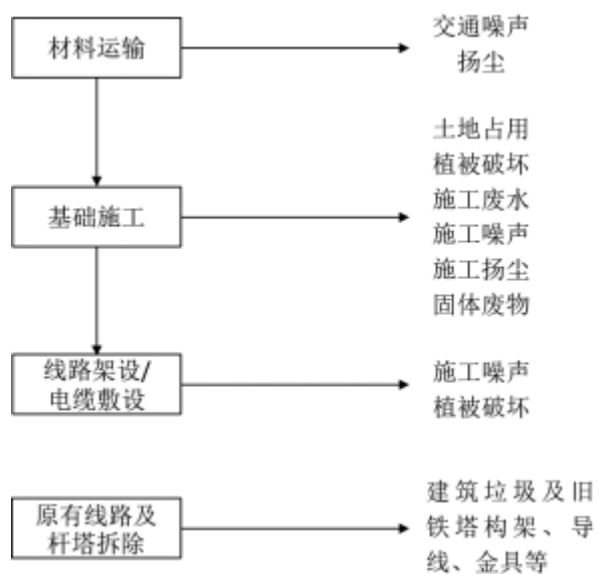 材料运输
交通噪声
扬尘
基础施工
土地占用
植被破坏
施工废水
施工噪声
施工扬尘
固体废物
线路架设/
电缆敷设
施工噪声
植被破坏
原有线路及
杆塔拆除
建筑垃圾及旧
铁塔构架、导
线、金具等